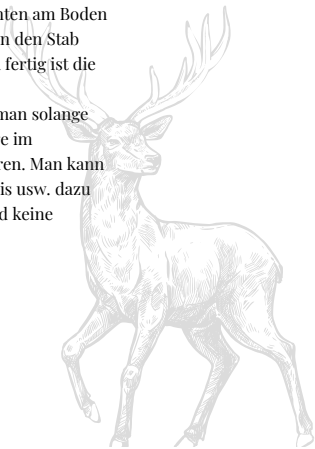 nten am Boden
n den Stab
fertig ist die
man solange
e im
ren. Man kann
is usw. dazu
d keine